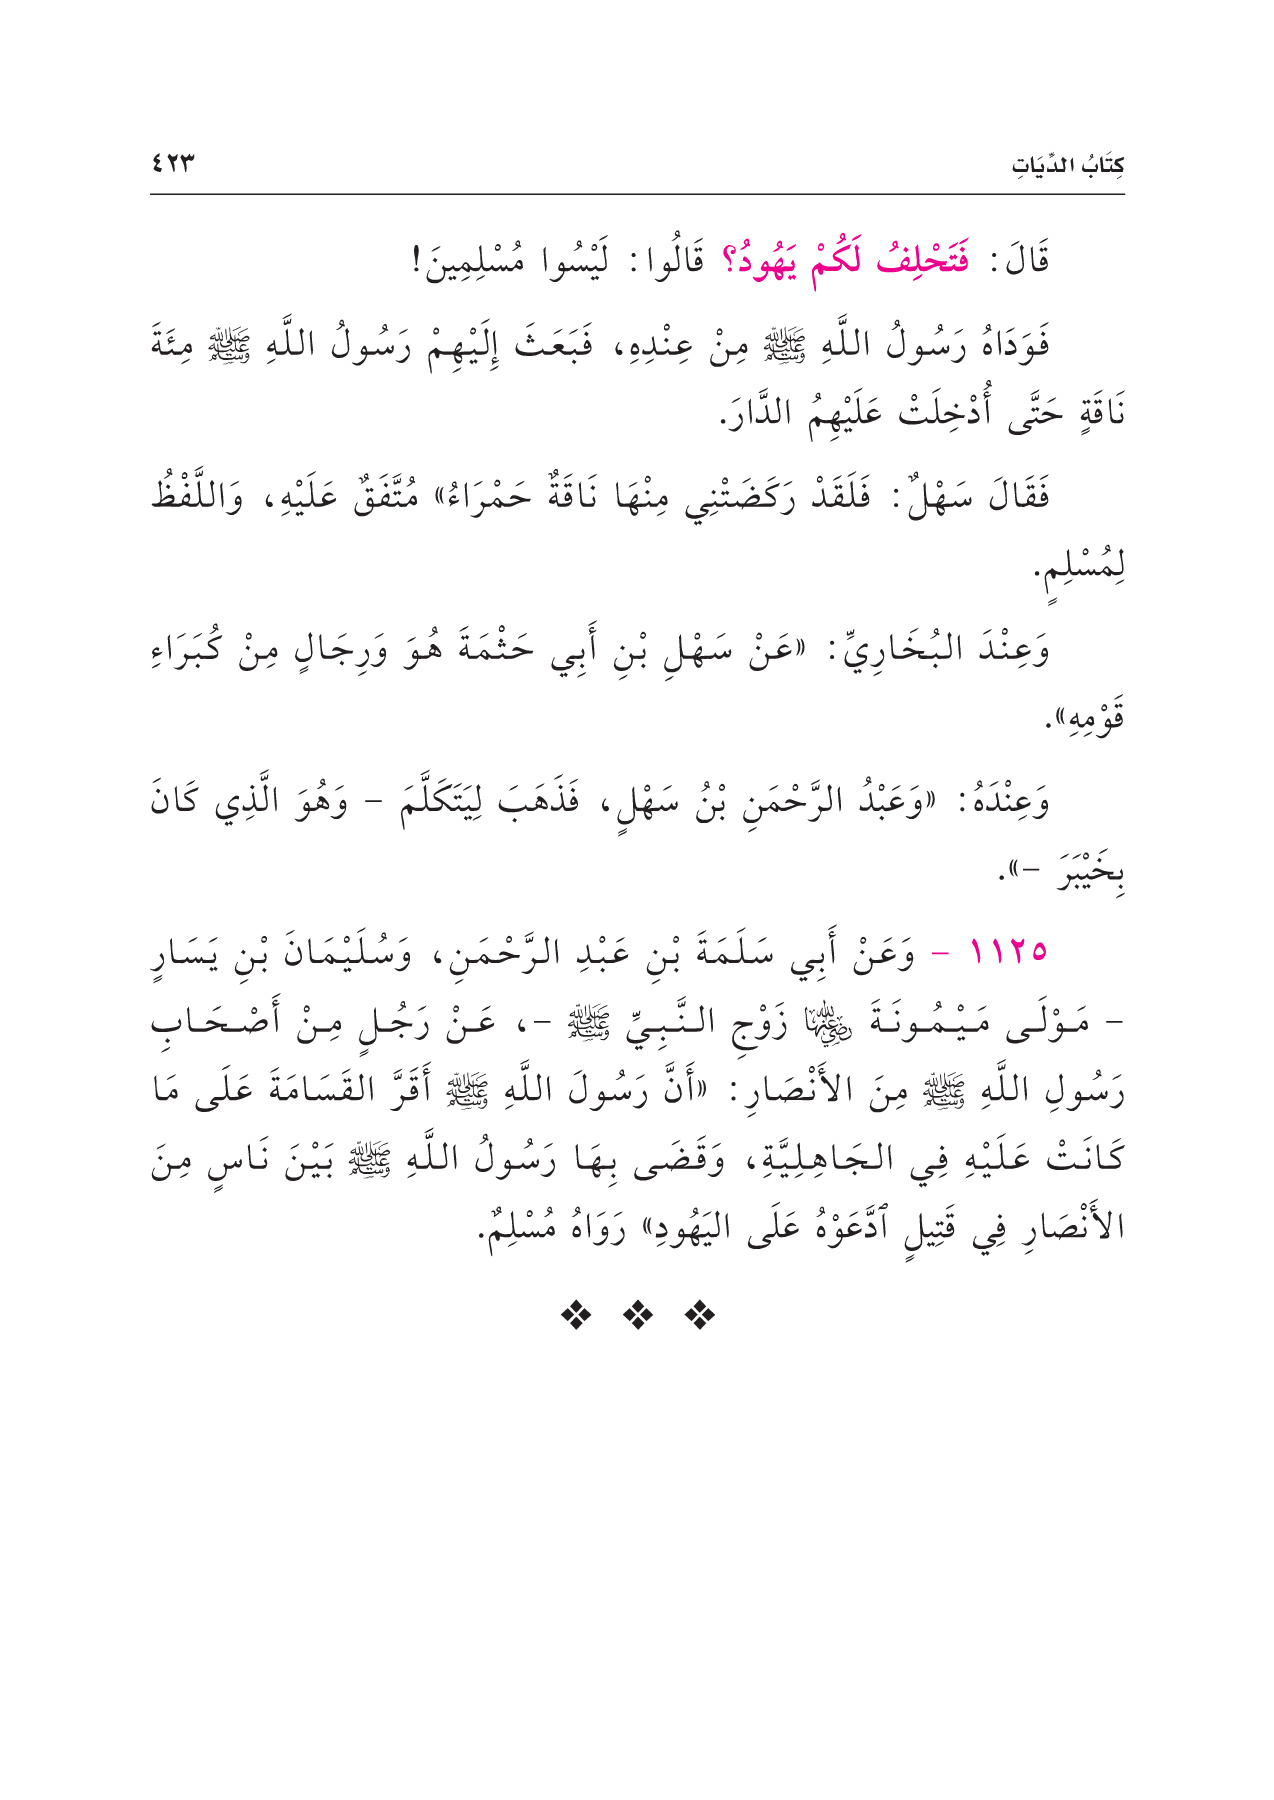 كِتَابُ الدِّيَاتِ ٤٢٣
قَالَ: فَتَحْلِفُ لَكُمْ يَهُودُ؟ قَالُوا: لَيْسُوا مُسْلِمِينَ!
فَوَدَاهُ رَسُولُ اللَّهِ ﷺ مِنْ عِنْدِهِ، فَبَعَثَ إِلَيْهِمْ رَسُولُ اللَّهِ ﷺ مِئَةَ
نَاقَةٍ حَتَّى أُدْخِلَتْ عَلَيْهِمُ الدَّارَ.
فَقَالَ سَهْلٌ: فَلَقَدْ رَكَضَتْنِي مِنْهَا نَاقَةٌ حَمْرَاءُ» مُتَّفَقٌ عَلَيْهِ، وَاللَّفْظُ
لِمُسْلِمٍ.
وَعِنْدَ البُخَارِيِّ: «عَنْ سَهْلِ بْنِ أَبِي حَثْمَةَ هُوَ وَرِجَالٍ مِنْ كُبَرَاءِ
قَوْمِهِ».
وَعِنْدَهُ: «وَعَبْدُ الرَّحْمَنِ بْنُ سَهْلٍ، فَذَهَبَ لِيَتَكَلَّمَ - وَهُوَ الَّذِي كَانَ
بِخَيْبَرَ -».
١١٢٥ - وَعَنْ أَبِي سَلَمَةَ بْنِ عَبْدِ الرَّحْمَنِ، وَسُلَيْمَانَ بْنِ يَسَارٍ
- مَوْلَى مَيْمُونَةَ رضي الله عنها زَوْجِ النَّبِيِّ ﷺ -، عَنْ رَجُلٍ مِنْ أَصْحَابِ
رَسُولِ اللَّهِ ﷺ مِنَ الأَنْصَارِ: «أَنَّ رَسُولَ اللَّهِ ﷺ أَقَرَّ القَسَامَةَ عَلَى مَا
كَانَتْ عَلَيْهِ فِي الجَاهِلِيَّةِ، وَقَضَى بِهَا رَسُولُ اللَّهِ ﷺ بَيْنَ نَاسٍ مِنَ
الأَنْصَارِ فِي قَتِيلٍ ٱدَّعَوْهُ عَلَى اليَهُودِ» رَوَاهُ مُسْلِمٌ.